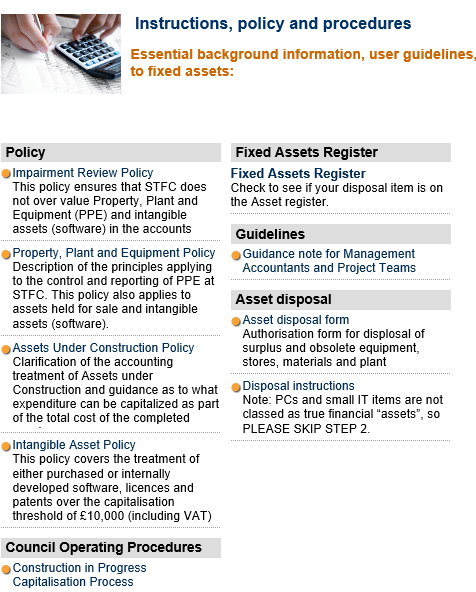 Instructions, policy and procedures
Essential background information, user guidelines,
to fixed assets:
Policy
Impairment Review Policy
This policy ensures that STFC does
not over value Property, Plant and
Equipment (PPE) and intangible
assets (software) in the accounts
Property, Plant and Equipment Policy
Description of the principles applying
to the control and reporting of PPE at
STFC. This policy also applies to
assets held for sale and intangible
assets (software).
Assets Under Construction Policy
Clarification of the accounting
treatment of Assets under
Construction and guidance as to what
expenditure can be capitalized as part
of the total cost of the completed
Intangible Asset Policy
This policy covers the treatment of
either purchased or internally
developed software, licences and
patents over the capitalisation
threshold of £10,000 (including VAT)
Council Operating Procedures
Construction in Progress
Capitalisation Process
Fixed Assets Register
Fixed Assets Register
Check to see if your disposal item is on
the Asset register.
Guidelines
Guidance note for Management
Accountants and Project Teams
Asset disposal
Asset disposal form
Authorisation form for displosal of
surplus and obsolete equipment,
stores, materials and plant
Disposal instructions
Note: PCs and small IT items are not
classed as true financial “assets”, so
PLEASE SKIP STEP 2.